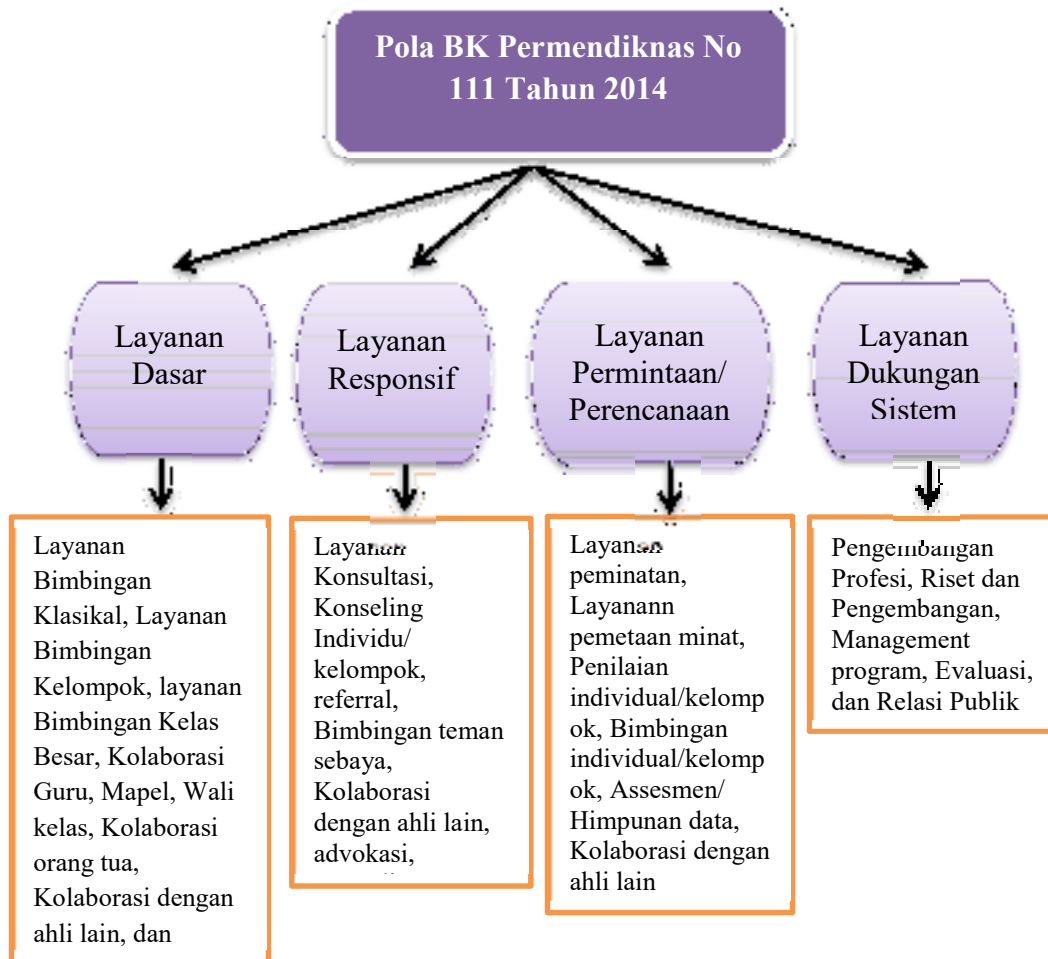 Pola BK Permendiknas No
111 Tahun 2014
Layanan
Dasar
Layanan
Responsif
Layanan
Permintaan/
Perencanaan
Layanan
Dukungan
Sistem
Layanan
Bimbingan
Klasikal, Layanan
Bimbingan
Kelompok, layanan
Bimbingan Kelas
Besar, Kolaborasi
Guru, Mapel, Wali
kelas, Kolaborasi
orang tua,
Kolaborasi dengan
ahli lain, dan
Layanan
Konsultasi,
Konseling
Individu/
kelompok,
referral,
Bimbingan teman
sebaya,
Kolaborasi
dengan ahli lain,
advokasi,
Layanan
peminatan,
Layanann
pemetaan minat,
Penilaian
individual/kelomp
ok, Bimbingan
individual/kelomp
ok, Assesmen/
Himpunan data,
Kolaborasi dengan
ahli lain
Pengembangan
Profesi, Riset dan
Pengembangan,
Management
program, Evaluasi,
dan Relasi Publik